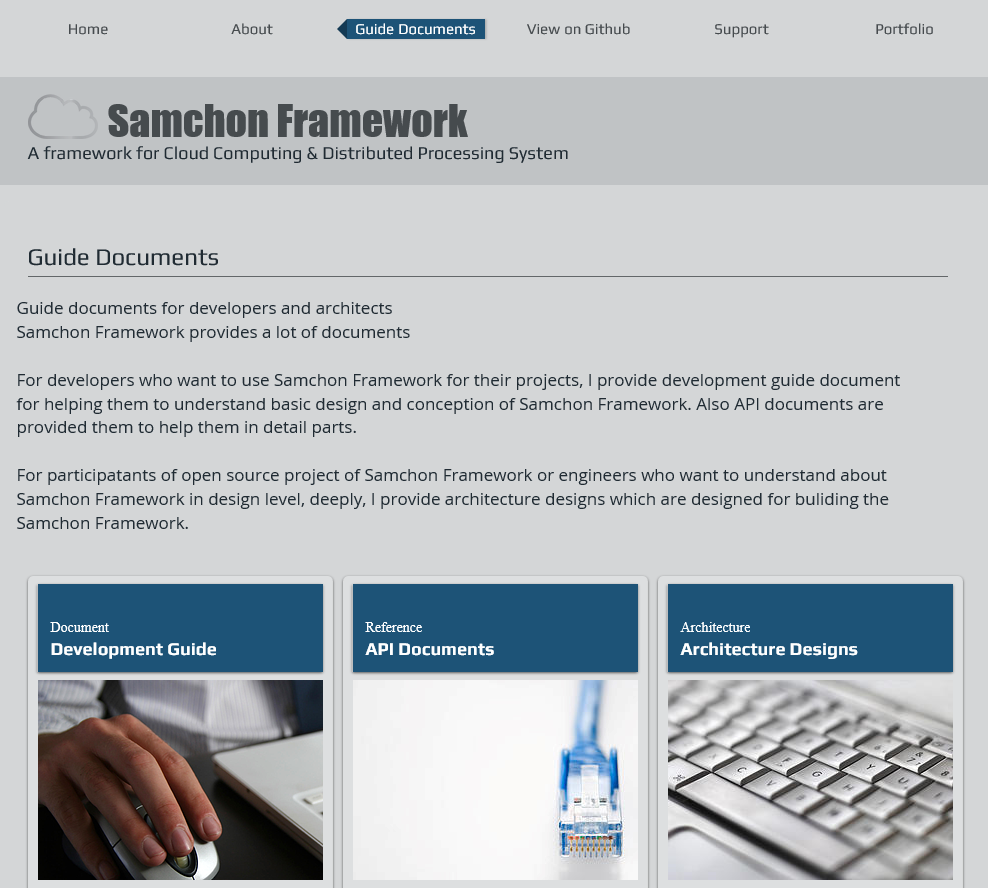 Home
About
Guide Documents
View on Github
Support
Portfolio
Samchon Framework
A framework for Cloud Computing & Distributed Processing System
Guide Documents
Guide documents for developers and architects
Samchon Framework provides a lot of documents
For developers who want to use Samchon Framework for their projects, I provide development guide document
for helping them to understand basic design and conception of Samchon Framework. Also API documents are
provided them to help them in detail parts.
For participatants of open source project of Samchon Framework or engineers who want to understand about
Samchon Framework in design level, deeply, I provide architecture designs which are designed for buliding the
Samchon Framework.
Document
Development Guide
Reference
API Documents
Architecture
Architecture Designs